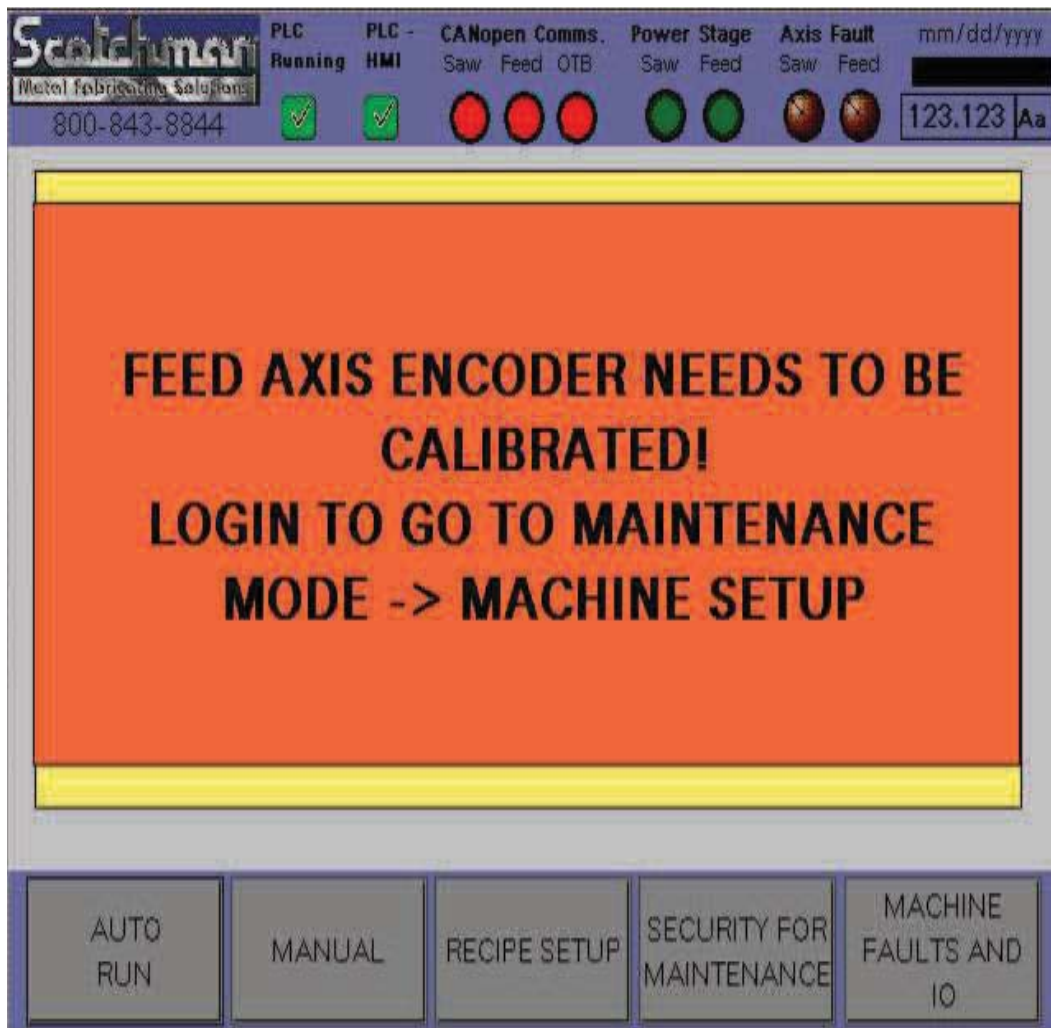 Scotchman
Metal Fabricating Solutions
800-843-8844
PLC Running
PLC - HMI
CANopen Comms.
Saw Feed OTB
Power Stage
Saw Feed
Axis Fault
Saw Feed
mm/dd/yyyy
123.123 Aa
FEED AXIS ENCODER NEEDS TO BE
CALIBRATED!
LOGIN TO GO TO MAINTENANCE
MODE -> MACHINE SETUP
AUTO
RUN
MANUAL
RECIPE SETUP
SECURITY FOR
MAINTENANCE
MACHINE
FAULTS AND
IO